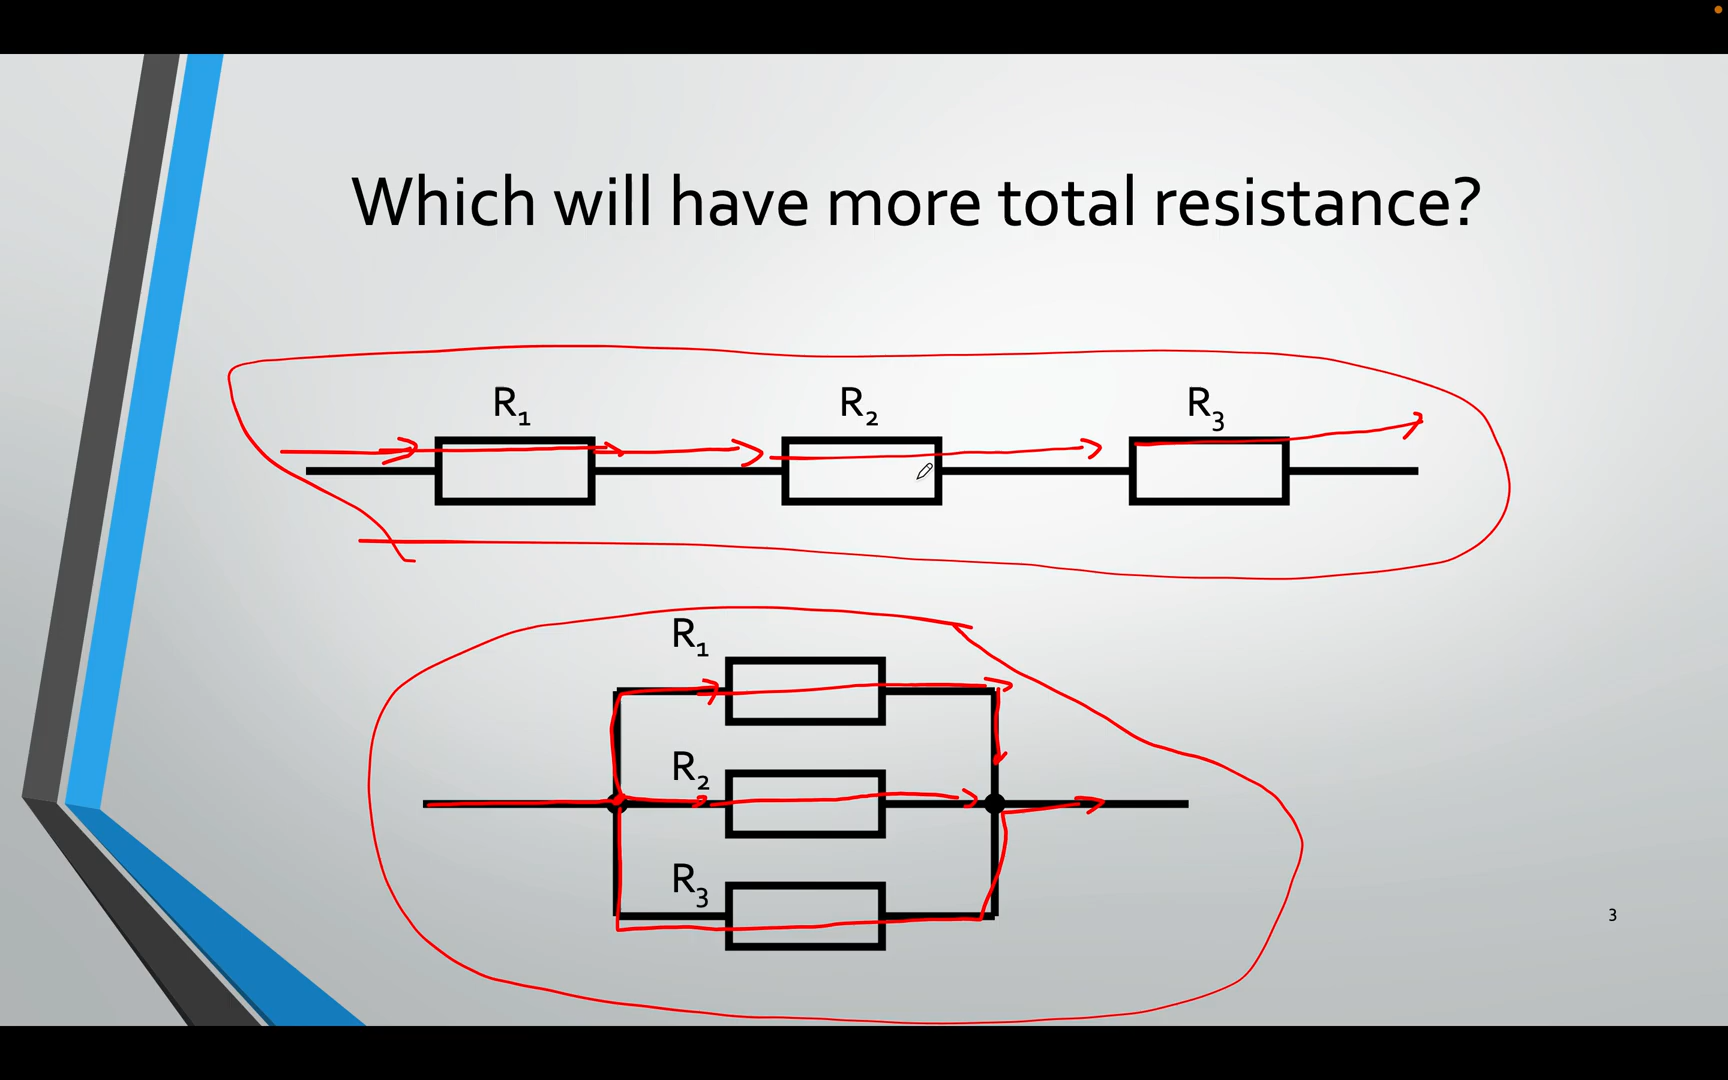 Which will have more total resistance?
R₁ R₂ R₃
R₁
R₂
R₃
3